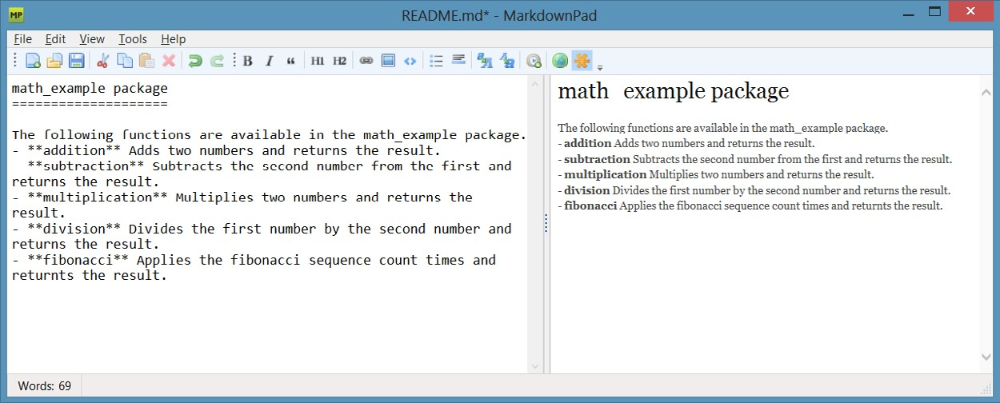 MP README.md* - MarkdownPad
File Edit View Tools Help
B I “ H1 H2
math_example package
====================
The following functions are available in the math_example package.
- **addition** Adds two numbers and returns the result.
**subtraction** Subtracts the second number from the first and
returns the result.
- **multiplication** Multiplies two numbers and returns the
result.
- **division** Divides the first number by the second number and
returns the result.
- **fibonacci** Applies the fibonacci sequence count times and
returnts the result.
math example package
The following functions are available in the math_example package.
- addition Adds two numbers and returns the result.
- subtraction Subtracts the second number from the first and returns the result.
- multiplication Multiplies two numbers and returns the result.
- division Divides the first number by the second number and returns the result.
- fibonacci Applies the fibonacci sequence count times and returnts the result.
Words: 69